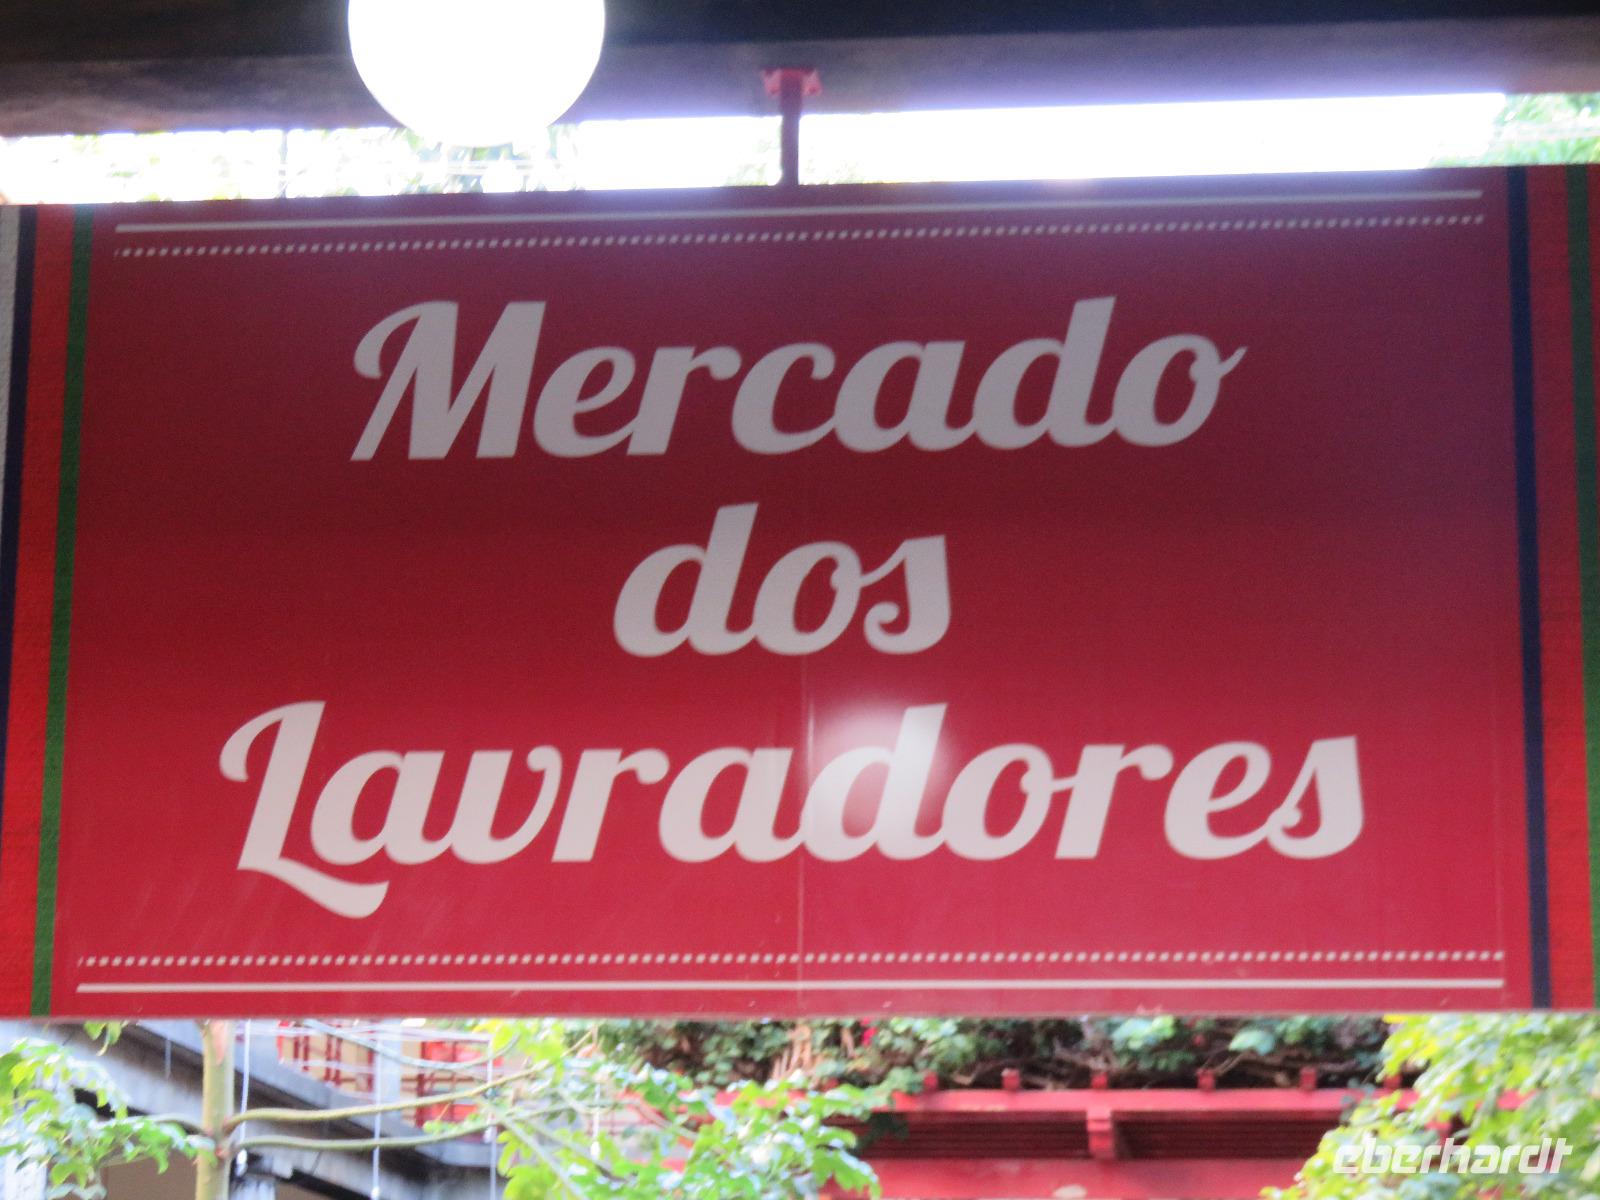 Mercado
dos
Lavradores
eberhardt